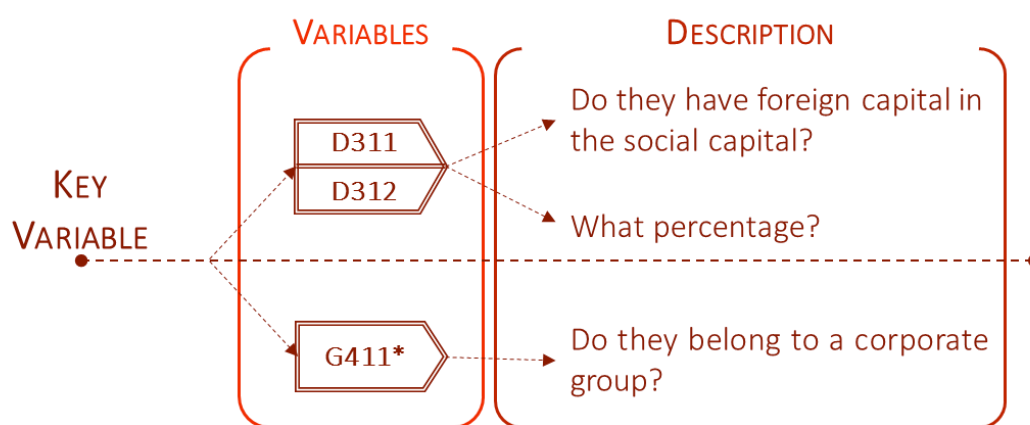 VARIABLES
DESCRIPTION
KEY
VARIABLE
D311
D312
Do they have foreign capital in
the social capital?
What percentage?
G411*
Do they belong to a corporate
group?